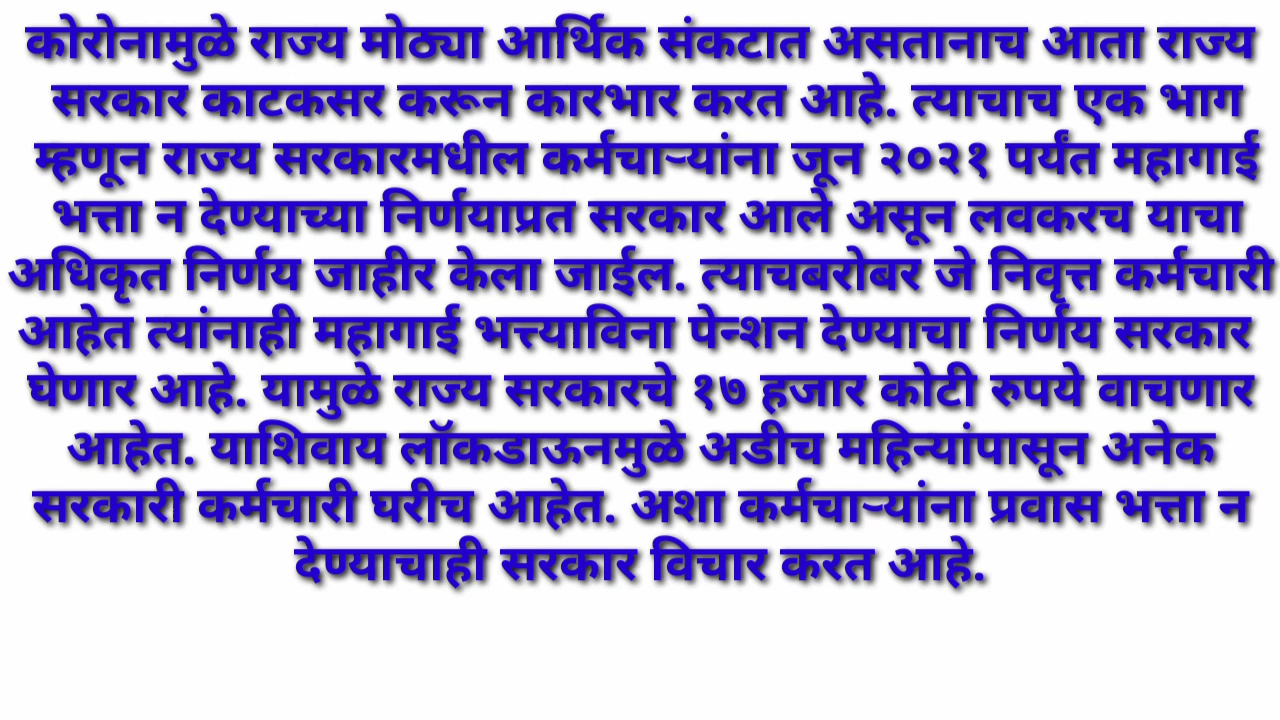 कोरोनामुळे राज्य मोठ्या आर्थिक संकटात असतानाच आता राज्य
सरकार काटकसर करून कारभार करत आहे. त्याचाच एक भाग
म्हणून राज्य सरकारमधील कर्मचाऱ्यांना जून २०२१ पर्यंत महागाई
भत्ता न देण्याच्या निर्णयाप्रत सरकार आले असून लवकरच याचा
अधिकृत निर्णय जाहीर केला जाईल. त्याचबरोबर जे निवृत्त कर्मचारी
आहेत त्यांनाही महागाई भत्त्याविना पेन्शन देण्याचा निर्णय सरकार
घेणार आहे. यामुळे राज्य सरकारचे १७ हजार कोटी रुपये वाचणार
आहेत. याशिवाय लॉकडाऊनमुळे अडीच महिन्यांपासून अनेक
सरकारी कर्मचारी घरीच आहेत. अशा कर्मचाऱ्यांना प्रवास भत्ता न
देण्याचाही सरकार विचार करत आहे.